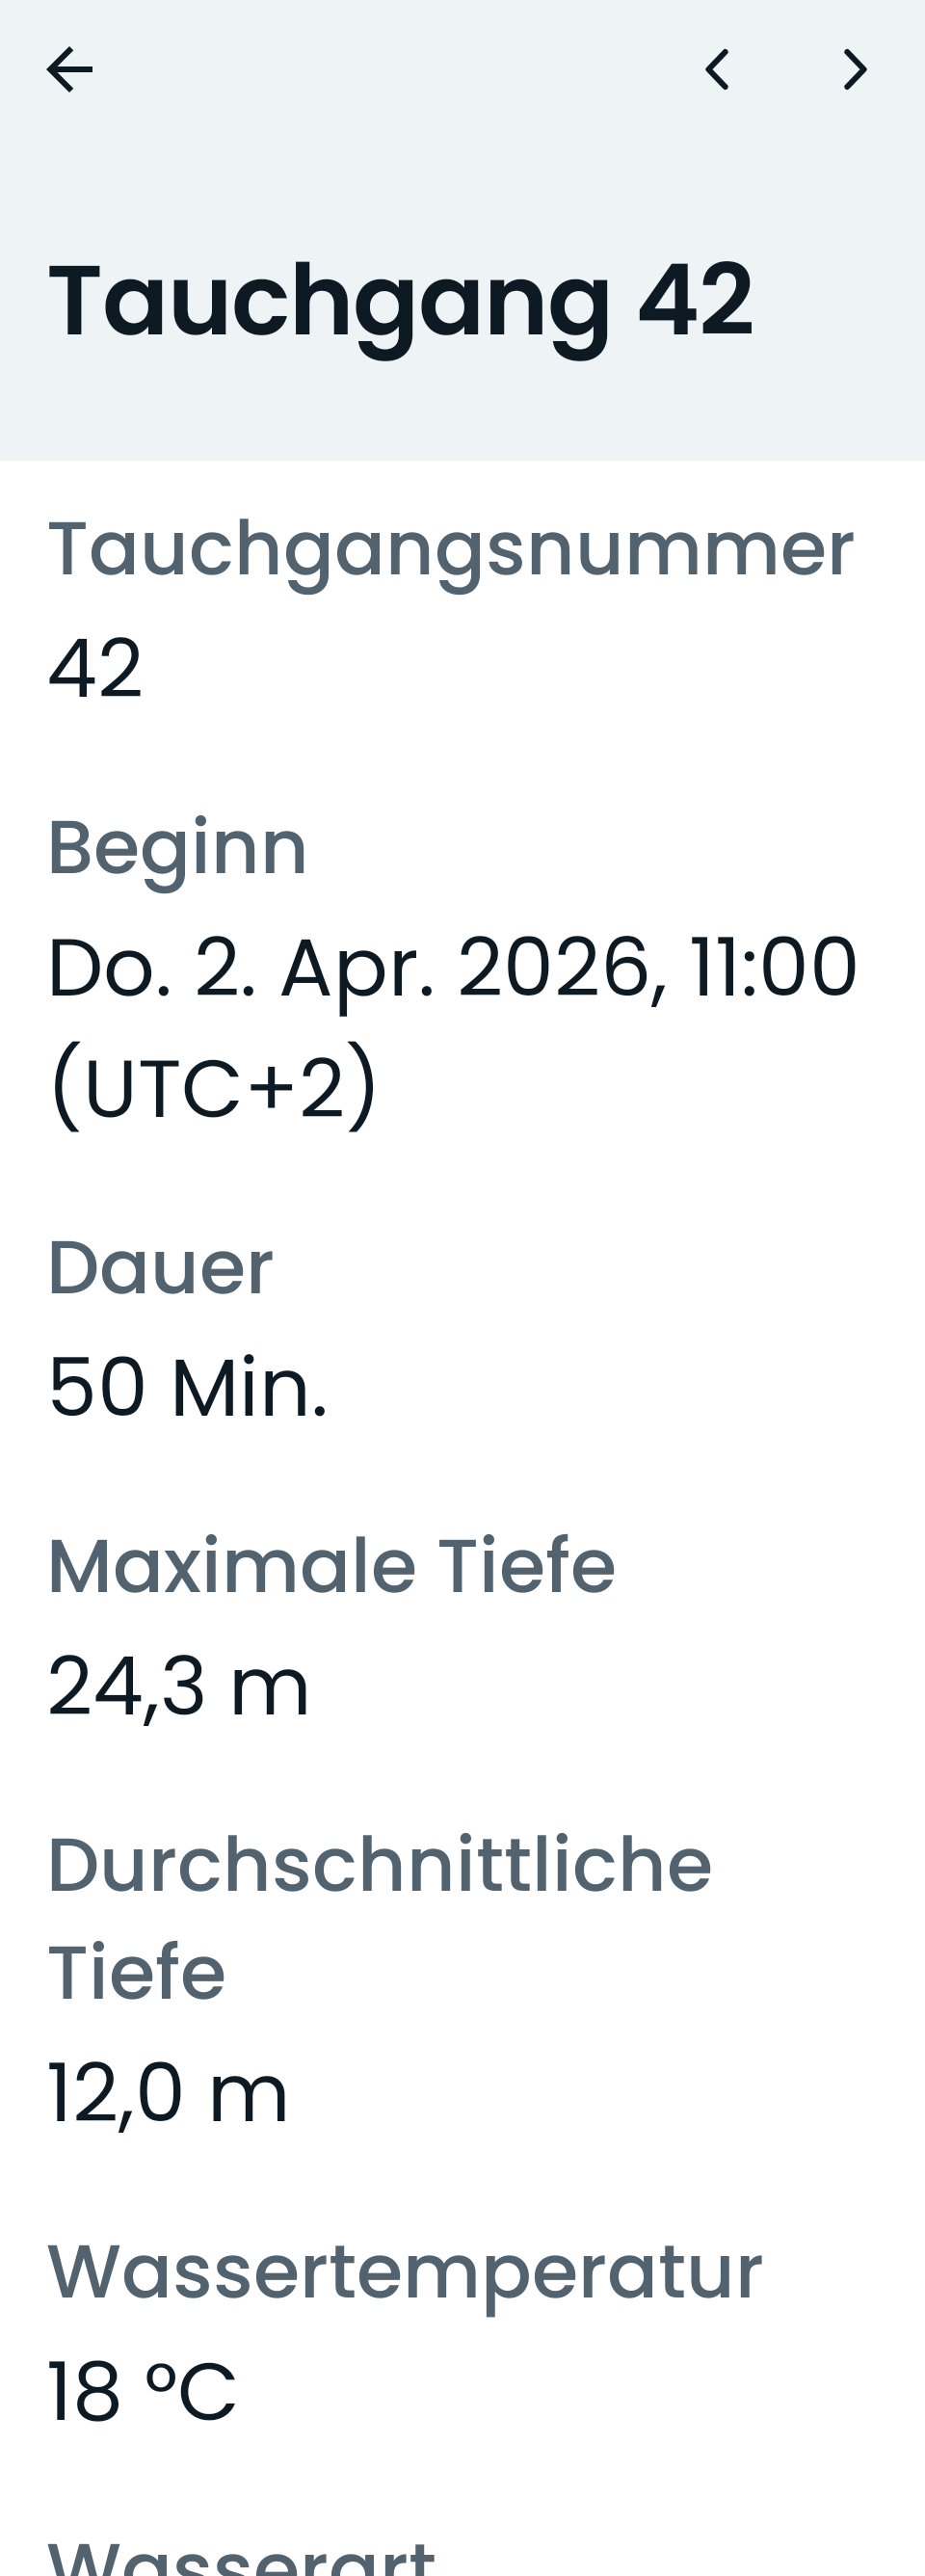 Tauchgang 42
Tauchgangsnummer
42
Beginn
Do. 2. Apr. 2026, 11:00
(UTC+2)
Dauer
50 Min.
Maximale Tiefe
24,3 m
Durchschnittliche
Tiefe
12,0 m
Wassertemperatur
18 °C
Wasserart